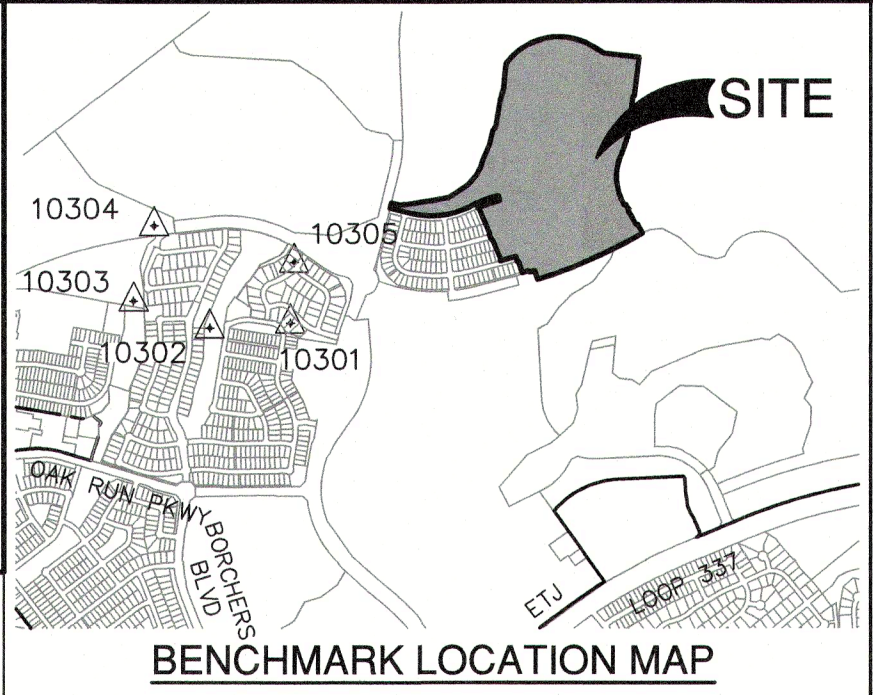 SITE
10304
10305
10303
10302
10301
OAK RUN PKWY
BORCHERS
BLVD
ETJ
LOOP 337
BENCHMARK LOCATION MAP